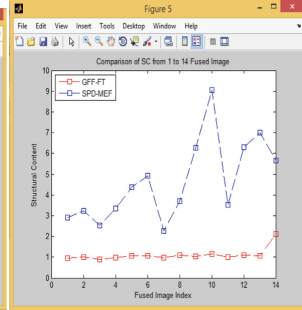 Figure 5
File Edit View Insert Tools Desktop Window Help
Comparison of SC from 1 to 14 Fused Image
GFF-FT
SPD-MEF
Structural Content
10
9
8
7
6
5
4
3
2
1
0
0 2 4 6 8 10 12 14
Fused Image Index